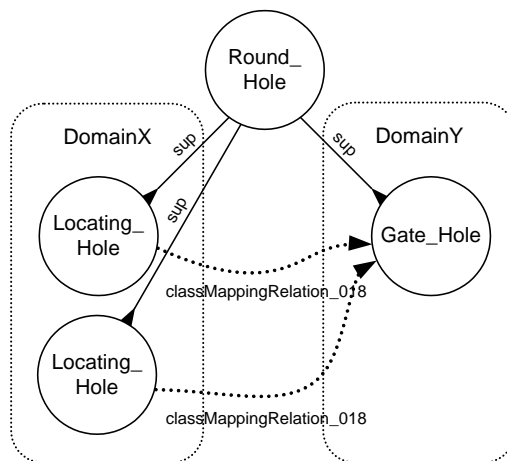 Round_
Hole
DomainX
DomainY
sup
sup
sup
Locating_
Hole
Gate_Hole
classMappingRelation_018
Locating_
Hole
classMappingRelation_018